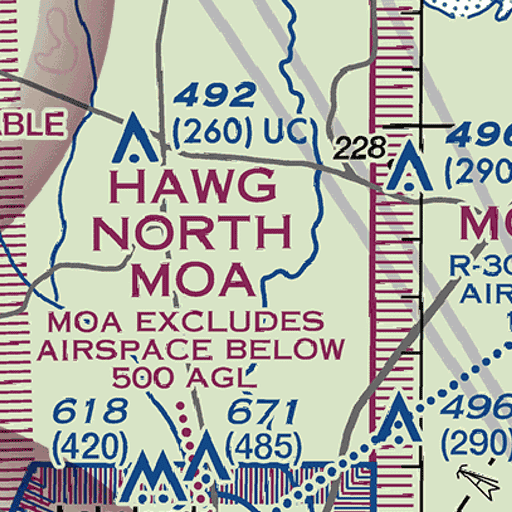 492
(260) UC
ABLE
228
496
(290
HAWG
NORTH
MOA
R-30
AIR
MOA EXCLUDES
AIRSPACE BELOW
500 AGL
618
(420)
671
(485)
496
(290)